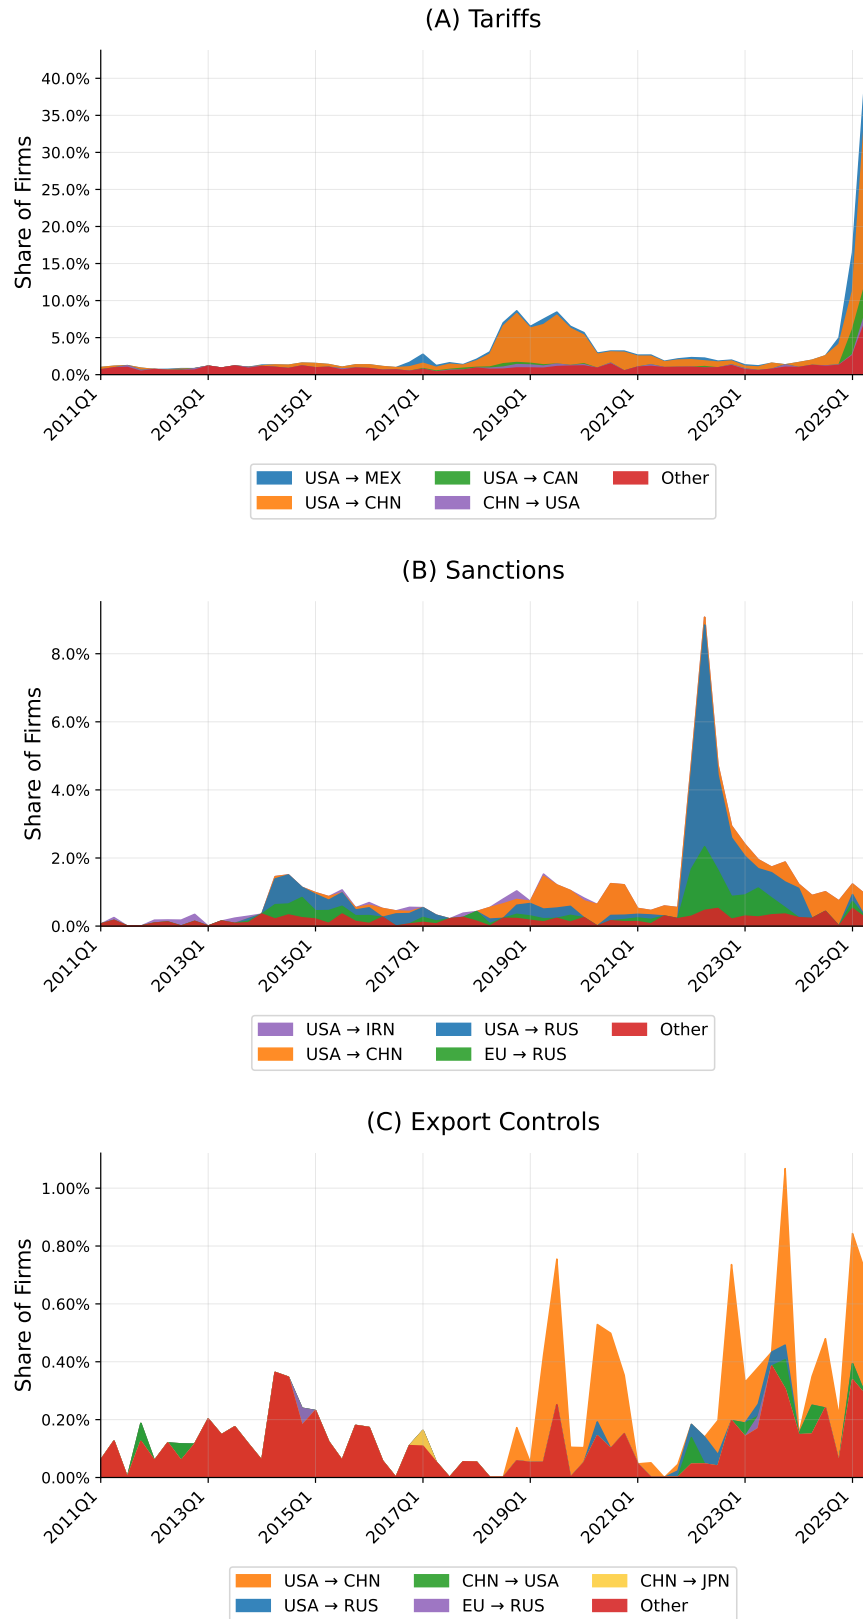 (A) Tariffs
Share of Firms
40.0%
35.0%
30.0%
25.0%
20.0%
15.0%
10.0%
5.0%
0.0%
2011Q1 2013Q1 2015Q1 2017Q1 2019Q1 2021Q1 2023Q1 2025Q1
USA → MEX USA → CAN Other
USA → CHN CHN → USA
(B) Sanctions
Share of Firms
8.0%
6.0%
4.0%
2.0%
0.0%
2011Q1 2013Q1 2015Q1 2017Q1 2019Q1 2021Q1 2023Q1 2025Q1
USA → IRN USA → RUS Other
USA → CHN EU → RUS
(C) Export Controls
Share of Firms
1.00%
0.80%
0.60%
0.40%
0.20%
0.00%
2011Q1 2013Q1 2015Q1 2017Q1 2019Q1 2021Q1 2023Q1 2025Q1
USA → CHN CHN → USA CHN → JPN
USA → RUS EU → RUS Other